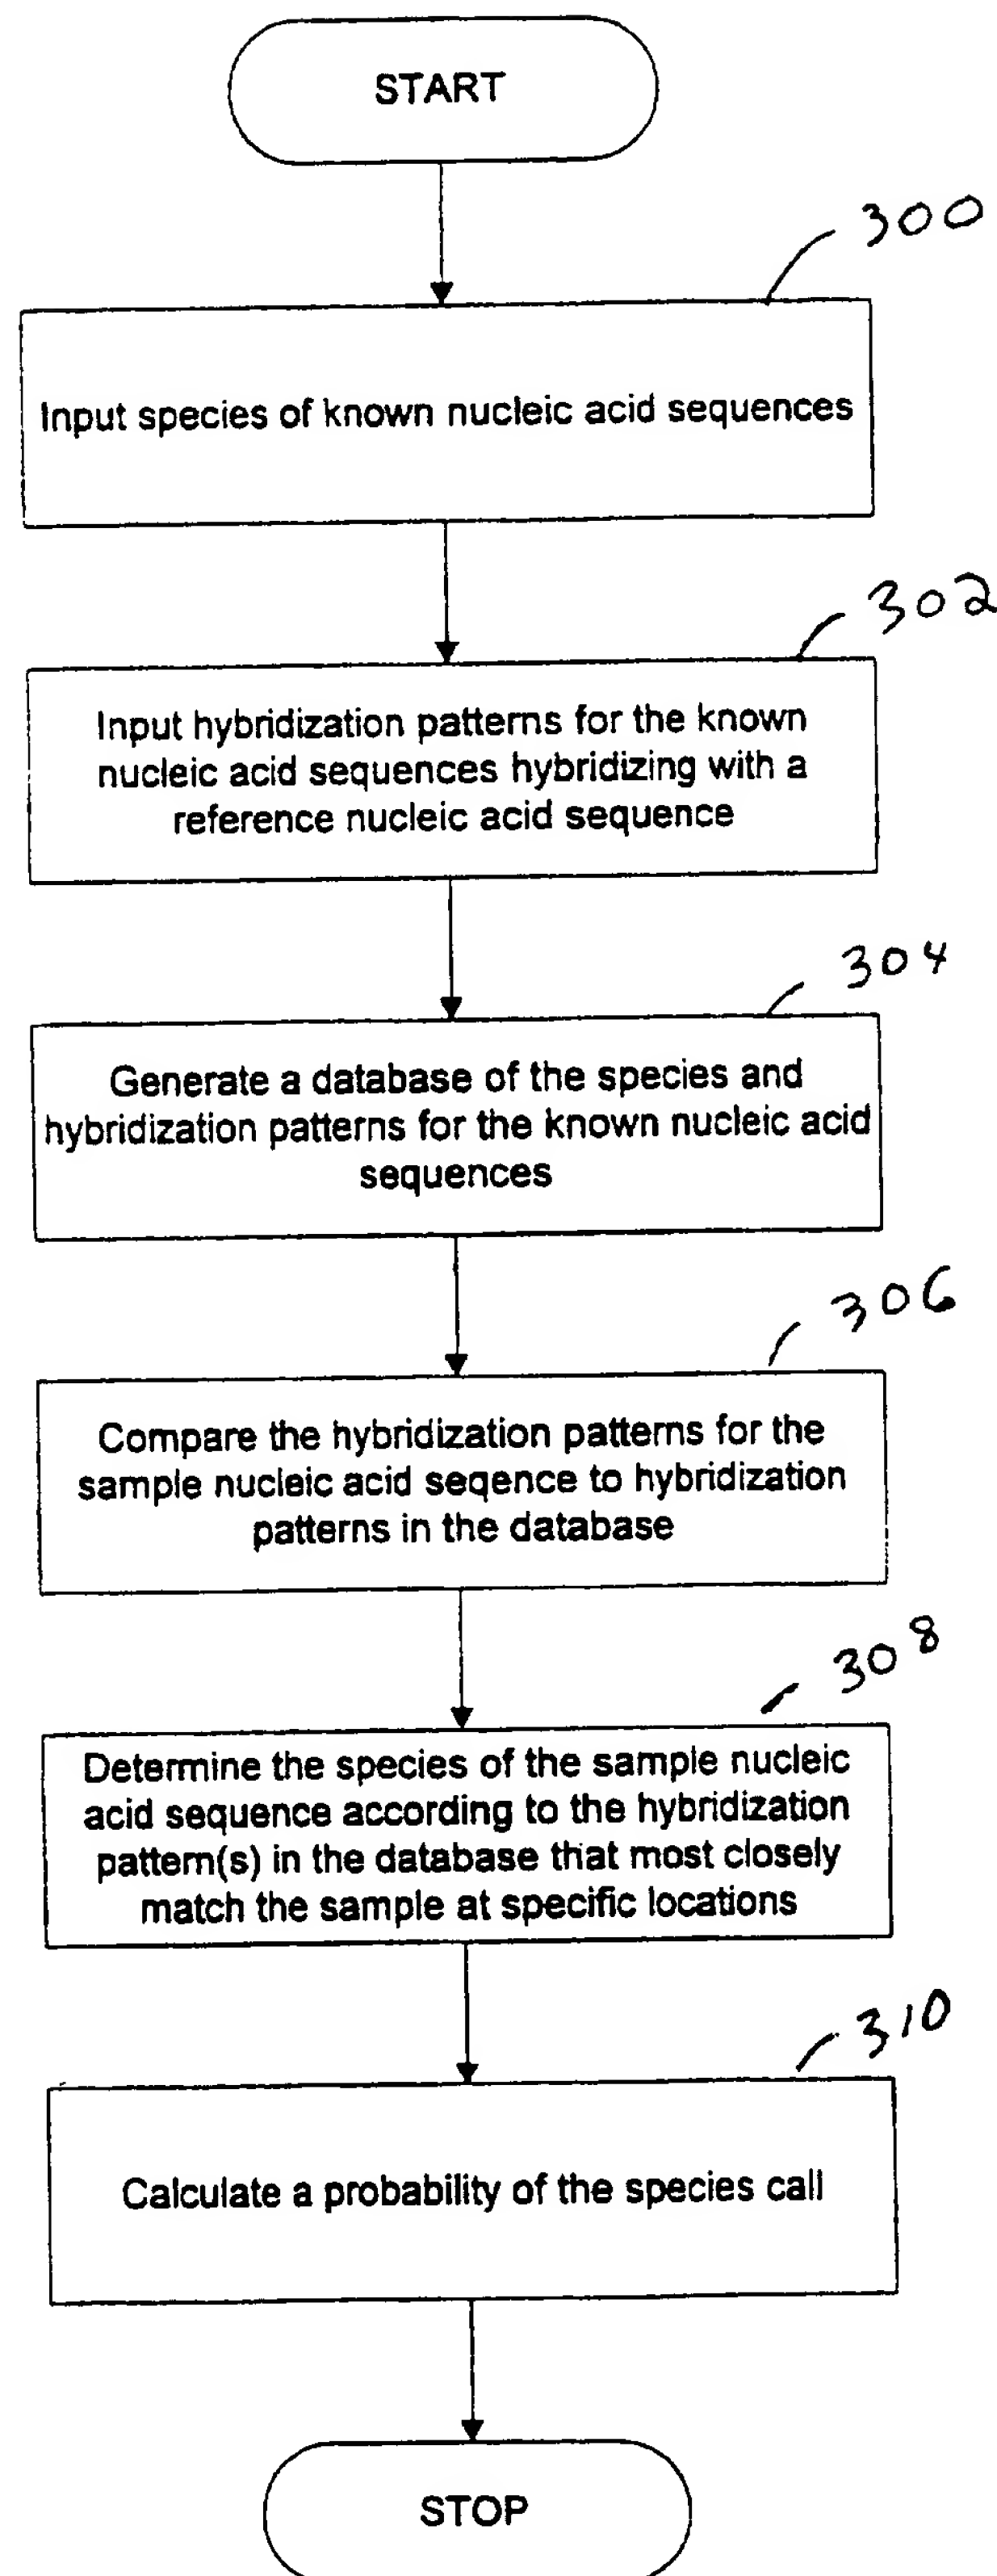 START
300
Input species of known nucleic acid sequences
302
Input hybridization patterns for the known
nucleic acid sequences hybridizing with a
reference nucleic acid sequence
304
Generate a database of the species and
hybridization patterns for the known nucleic acid
sequences
306
Compare the hybridization patterns for the
sample nucleic acid seqence to hybridization
patterns in the database
308
Determine the species of the sample nucleic
acid sequence according to the hybridization
pattern(s) in the database that most closely
match the sample at specific locations
310
Calculate a probability of the species call
STOP